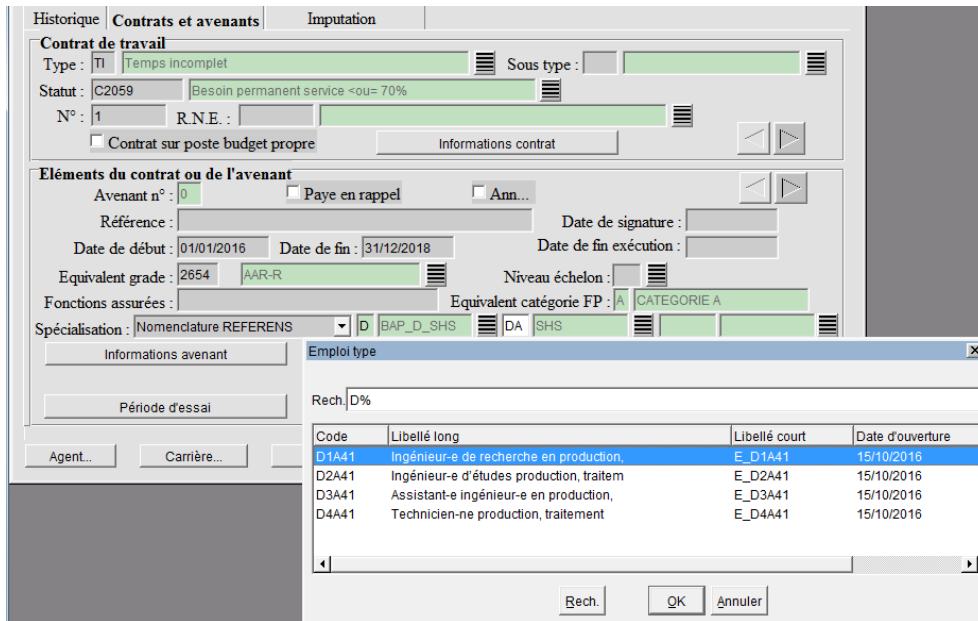 Historique Contrats et avenants Imputation
Contrat de travail
Type : TI Temps incomplet Sous type :
Statut : C2059 Besoin permanent service <ou= 70%
N° : 1 R.N.E. :
Contrat sur poste budget propre Informations contrat
Eléments du contrat ou de l'avenant
Avenant n° : 0 Paye en rappel Ann...
Référence : Date de signature :
Date de début : 01/01/2016 Date de fin : 31/12/2018 Date de fin exécution :
Equivalent grade : 2654 AAR-R Niveau échelon :
Fonctions assurées : Equivalent catégorie FP : A CATEGORIE A
Spécialisation : Nomenclature REFERENS D BAP_D_SHS DA SHS
Informations avenant
Période d'essai
Agent... Carrière...
Emploi type
Rech. D%
Code Libellé long Libellé court Date d'ouverture
D1A41 Ingénieur-e de recherche en production, E_D1A41 15/10/2016
D2A41 Ingénieur-e d'études production, traitem E_D2A41 15/10/2016
D3A41 Assistant-e ingénieur-e en production, E_D3A41 15/10/2016
D4A41 Technicien-ne production, traitement E_D4A41 15/10/2016
Rech. OK Annuler